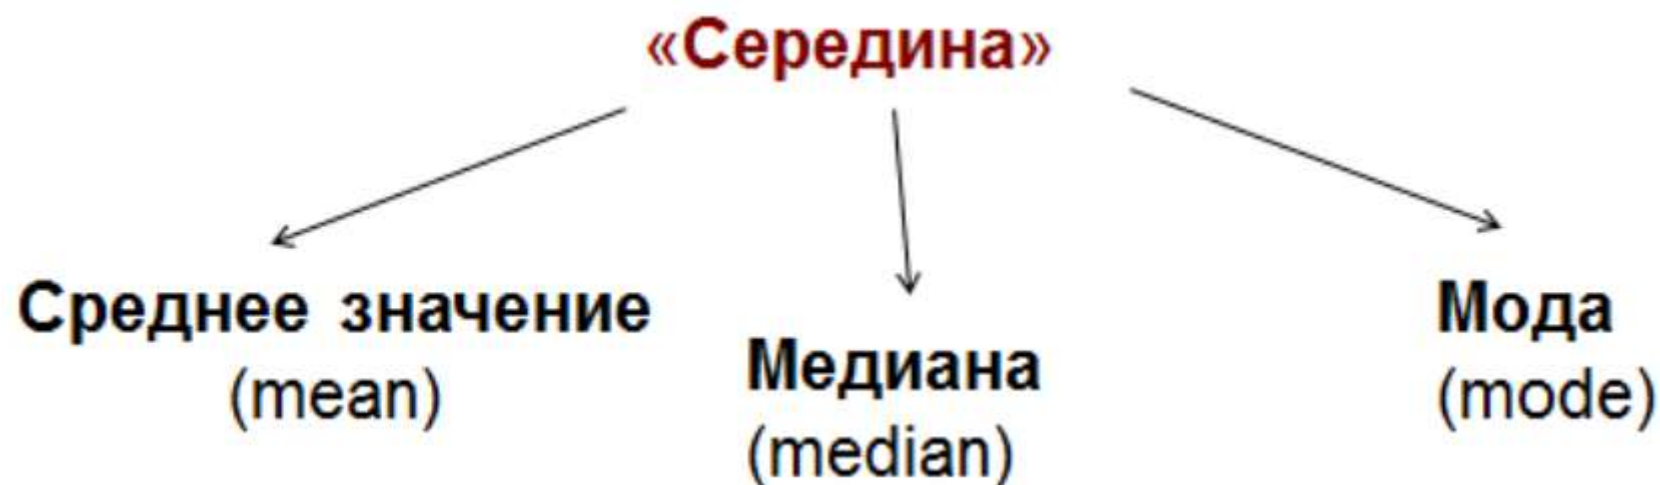 «Середина»
Среднее значение
(mean)
Медиана
(median)
Мода
(mode)